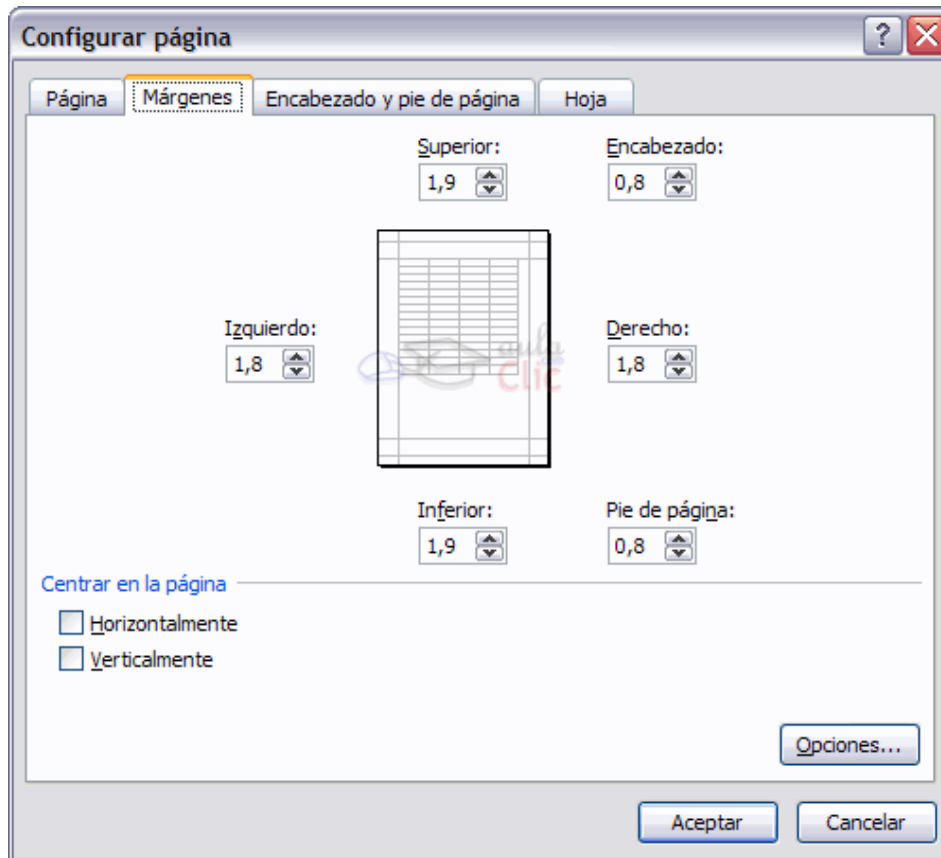 Configurar página
Página Márgenes Encabezado y pie de página Hoja
Superior: Encabezado:
1,9 0,8
Izquierdo: Derecho:
1,8 1,8
aula
Clic
Inferior: Pie de página:
1,9 0,8
Centrar en la página
Horizontalmente
Verticalmente
Opciones...
Aceptar Cancelar